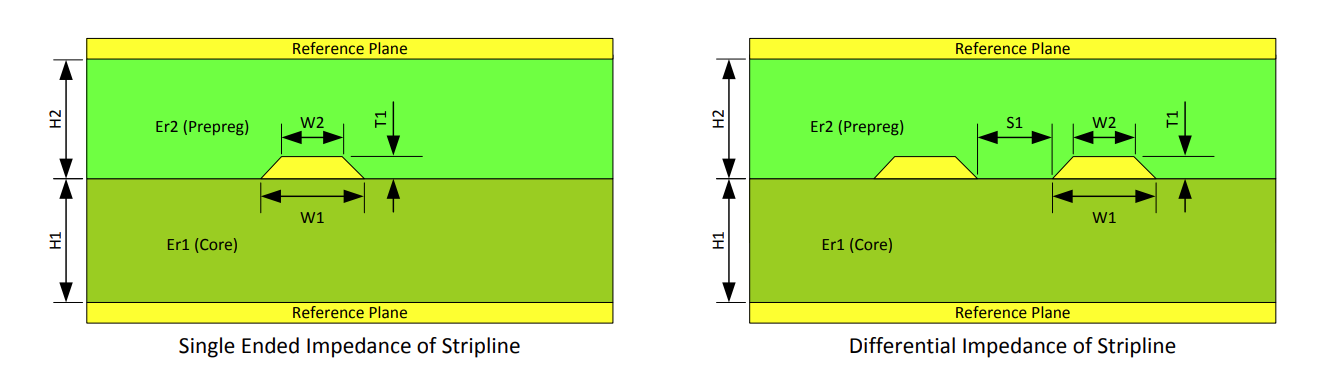 Reference Plane
H2
Er2 (Prepreg)
W2
T1
W1
H1
Er1 (Core)
Reference Plane
Single Ended Impedance of Stripline
Reference Plane
H2
Er2 (Prepreg)
S1
W2
T1
W1
H1
Er1 (Core)
Reference Plane
Differential Impedance of Stripline